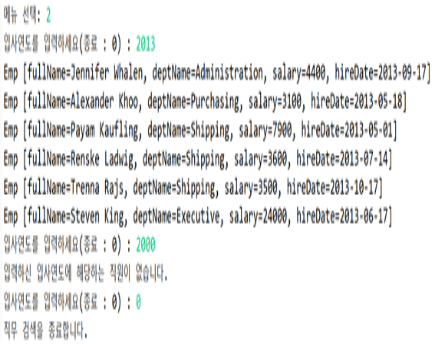 메뉴 선택: 2
입사연도를 입력하세요(종료 : 0) : 2013
Emp [fullName=Jennifer Whalen, deptName=Administration, salary=4400, hireDate=2013-09-17]
Emp [fullName=Alexander Khoo, deptName=Purchasing, salary=3100, hireDate=2013-05-18]
Emp [fullName=Payam Kaufling, deptName=Shipping, salary=7900, hireDate=2013-05-01]
Emp [fullName=Renske Ladwig, deptName=Shipping, salary=3600, hireDate=2013-07-14]
Emp [fullName=Trenna Rajs, deptName=Shipping, salary=3500, hireDate=2013-10-17]
Emp [fullName=Steven King, deptName=Executive, salary=24000, hireDate=2013-06-17]
입사연도를 입력하세요(종료 : 0) : 2000
입력하신 입사연도에 해당하는 직원이 없습니다.
입사연도를 입력하세요(종료 : 0) : 0
직무 검색을 종료합니다.